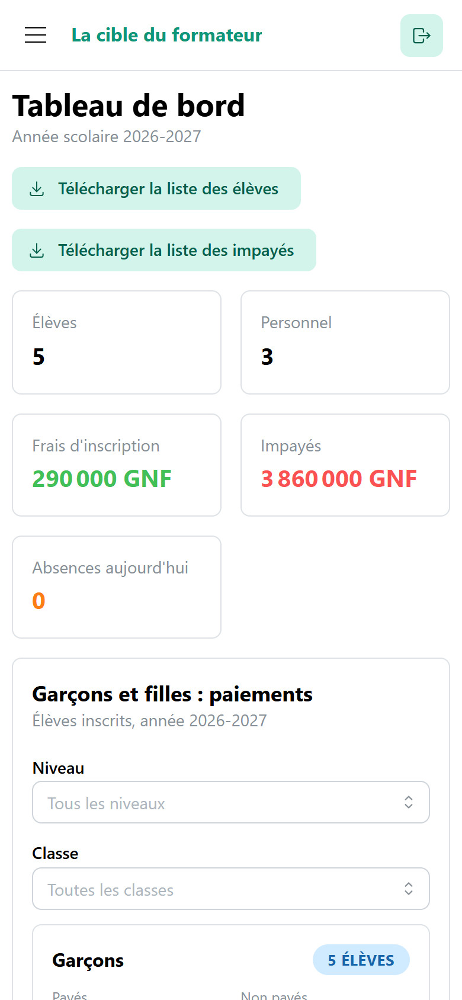 La cible du formateur
Tableau de bord
Année scolaire 2026-2027
Télécharger la liste des élèves
Télécharger la liste des impayés
Élèves
5
Personnel
3
Frais d'inscription
290 000 GNF
Impayés
3 860 000 GNF
Absences aujourd'hui
0
Garçons et filles : paiements
Élèves inscrits, année 2026-2027
Niveau
Tous les niveaux
Classe
Toutes les classes
Garçons
5 ÉLÈVES
Payés
Non payés